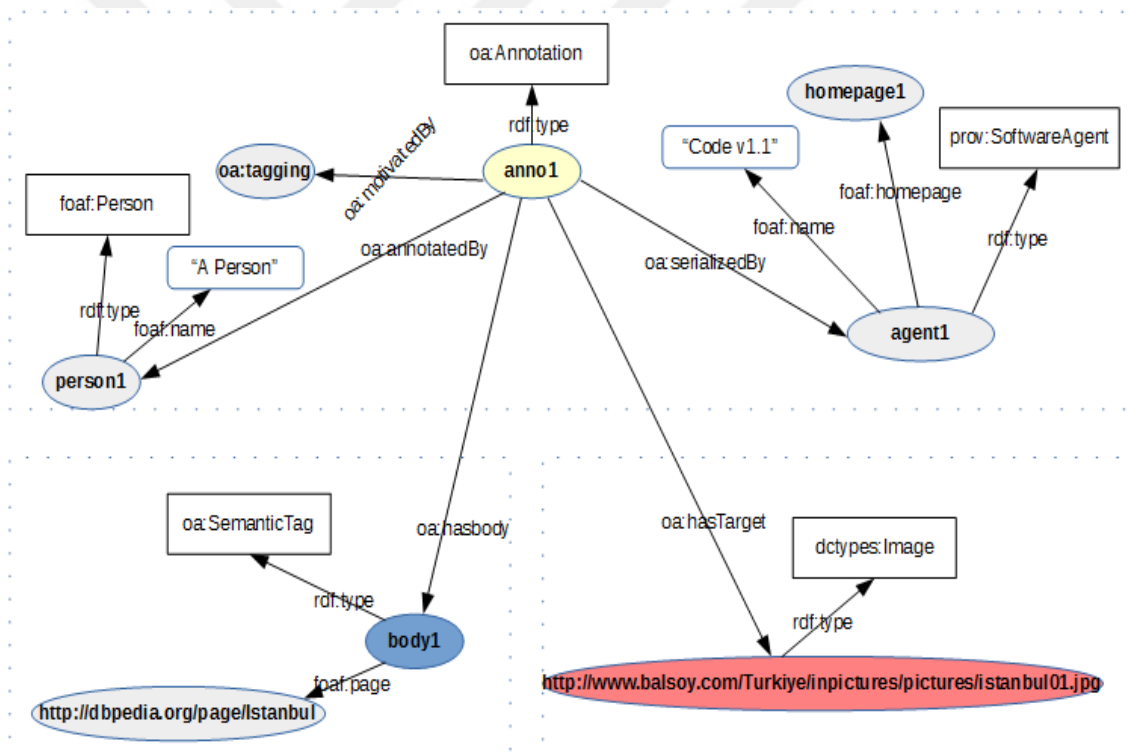 oa:Annotation
homepage1
rdf:type
oa:motivatedBy
"Code v1.1"
prov:SoftwareAgent
oa:tagging
anno1
foaf:Person
foaf:homepage
foaf:name
rdf:type
oa:annotatedBy
oa:serializedBy
"A Person"
rdf:type
foaf:name
agent1
person1
oa:SemanticTag
oa:hasbody
oa:hasTarget
dctypes:Image
rdf:type
rdf:type
body1
foaf:page
http://www.balsoy.com/Turkiye/inpictures/pictures/istanbul01.jpg
http://dbpedia.org/page/Istanbul